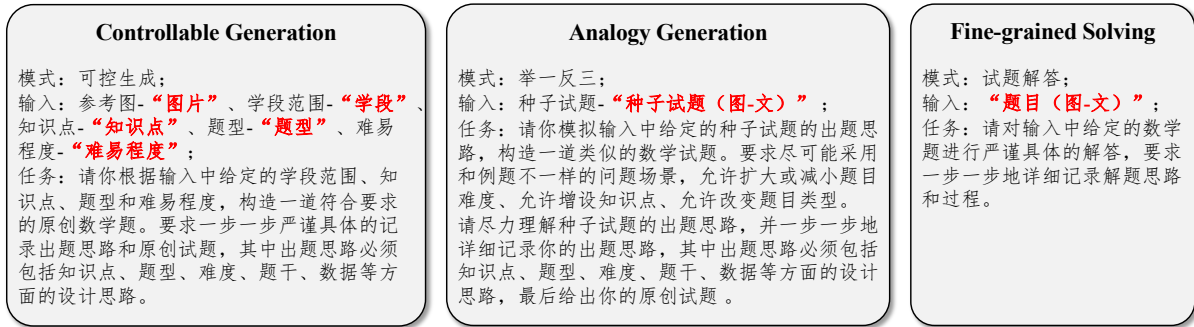 Controllable Generation
模式：可控生成；
输入：参考图-“图片”、学段范围-“学段”、
知识点-“知识点”、题型-“题型”、难易
程度-“难易程度”；
任务：请你根据输入中给定的学段范围、知
识点、题型和难易程度，构造一道符合要求
的原创数学题。要求一步一步严谨具体的记
录出题思路和原创试题，其中出题思路必须
包括知识点、题型、难度、题干、数据等方
面的设计思路。
Analogy Generation
模式：举一反三；
输入：种子试题-“种子试题（图-文）”；
任务：请你模拟输入中给定的种子试题的出题思
路，构造一道类似的数学试题。要求尽可能采用
和例题不一样的问题场景，允许扩大或减小题目
难度、允许增设知识点、允许改变题目类型。
请尽力理解种子试题的出题思路，并一步一步地
详细记录你的出题思路，其中出题思路必须包括
知识点、题型、难度、题干、数据等方面的设计
思路，最后给出你的原创试题 。
Fine-grained Solving
模式：试题解答；
输入：“题目（图-文）”；
任务：请对输入中给定的数学
题进行严谨具体的解答，要求
一步一步地详细记录解题思路
和过程。